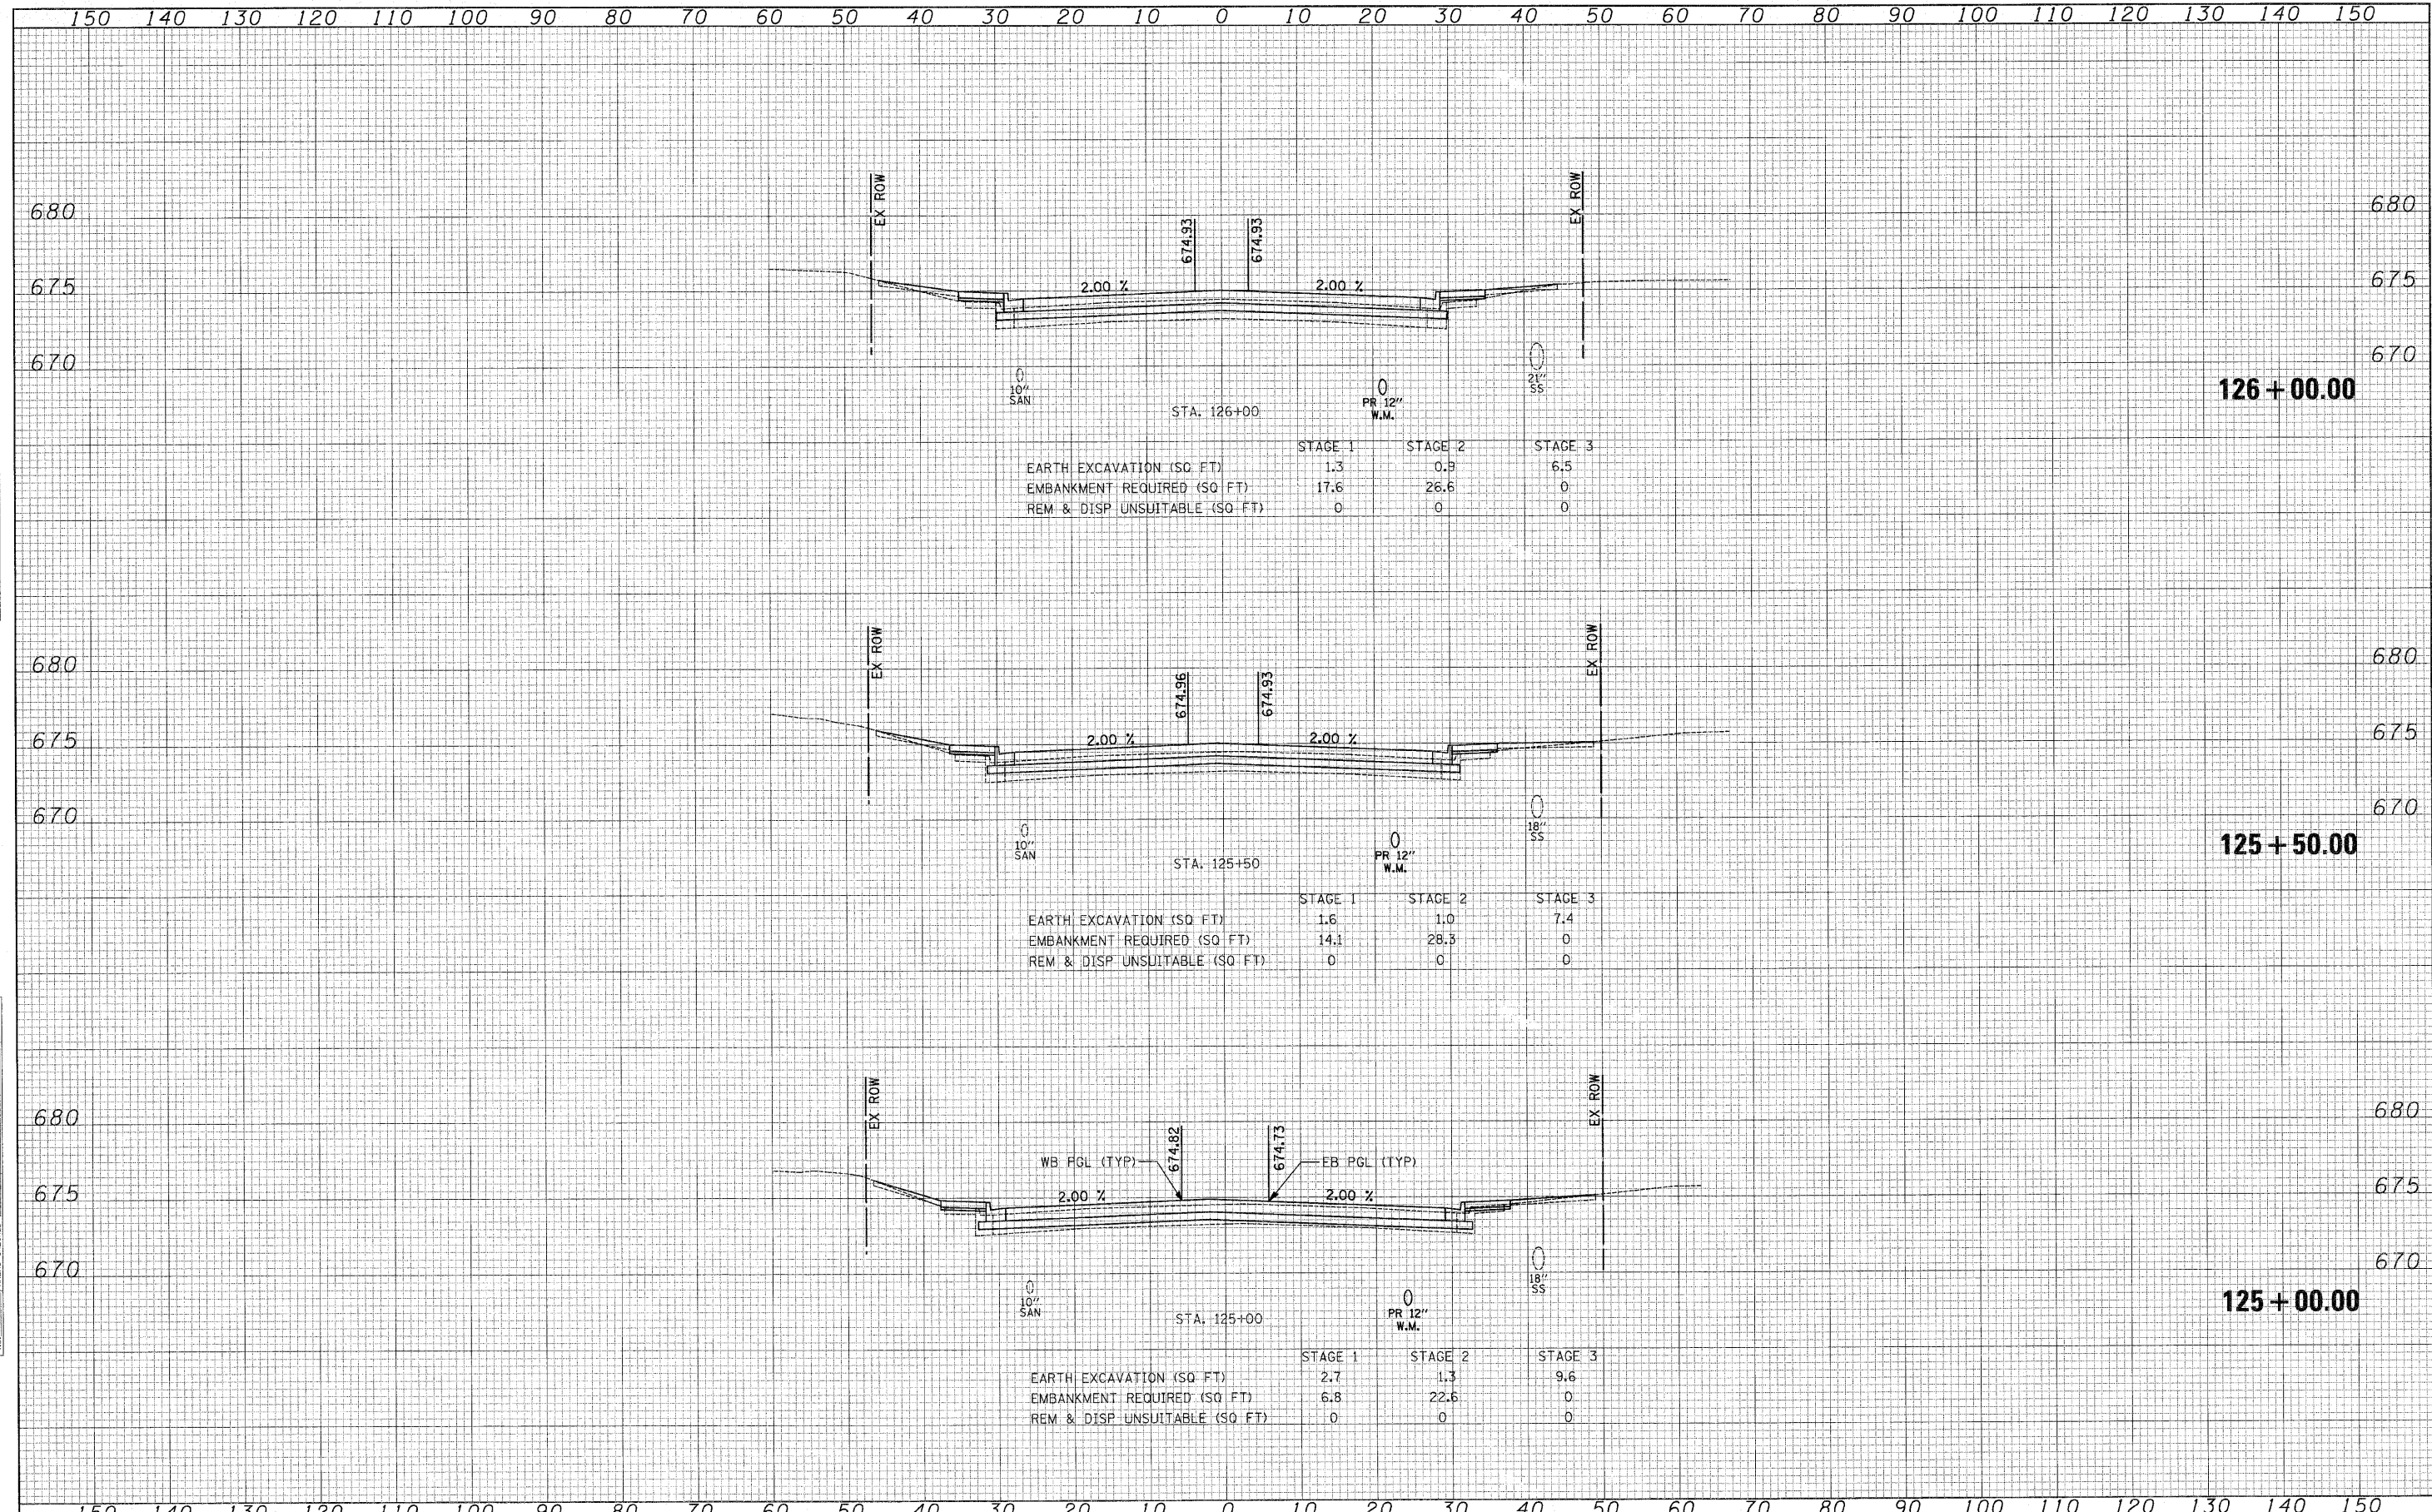 150 140 130 120 110 100 90 80 70 60 50 40 30 20 10 0 10 20 30 40 50 60 70 80 90 100 110 120 130 140 150
EX ROW
EX ROW
680 680
674.93 674.93
675 2.00 % 2.00 % 675
670 670
10" SAN
PR 12" W.M.
21" SS
126+00.00
STA. 126+00
STAGE 1 STAGE 2 STAGE 3
EARTH EXCAVATION (SQ FT) 1.3 0.9 6.5
EMBANKMENT REQUIRED (SQ FT) 17.6 26.6 0
REM & DISP UNSUITABLE (SQ FT) 0 0 0
EX ROW
EX ROW
680 680
674.96 674.93
675 2.00 % 2.00 % 675
670 670
10" SAN
PR 12" W.M.
18" SS
125+50.00
STA. 125+50
STAGE 1 STAGE 2 STAGE 3
EARTH EXCAVATION (SQ FT) 1.6 1.0 7.4
EMBANKMENT REQUIRED (SQ FT) 14.1 28.3 0
REM & DISP UNSUITABLE (SQ FT) 0 0 0
EX ROW
EX ROW
680 680
674.82 674.73
WB PGL (TYP) EB PGL (TYP)
675 2.00 % 2.00 % 675
670 670
10" SAN
PR 12" W.M.
18" SS
125+00.00
STA. 125+00
STAGE 1 STAGE 2 STAGE 3
EARTH EXCAVATION (SQ FT) 2.7 1.3 9.6
EMBANKMENT REQUIRED (SQ FT) 6.8 22.6 0
REM & DISP UNSUITABLE (SQ FT) 0 0 0
150 140 130 120 110 100 90 80 70 60 50 40 30 20 10 0 10 20 30 40 50 60 70 80 90 100 110 120 130 140 150